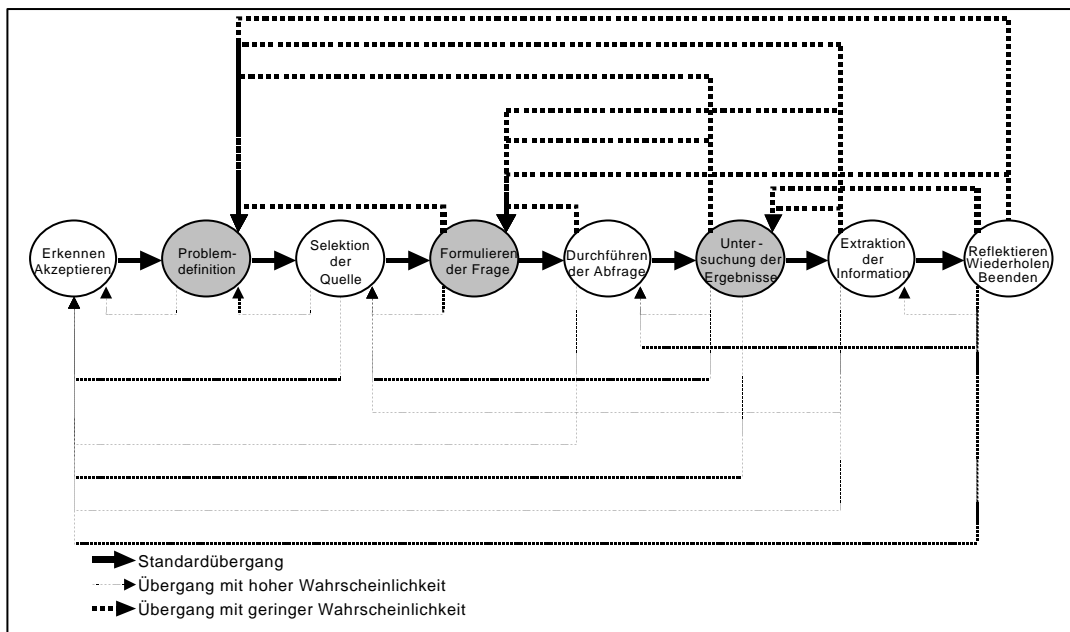 Erkennen
Akzeptieren
Problem-
definition
Selektion
der
Quelle
Formulieren
der Frage
Durchführen
der Abfrage
Unter-
suchung der
Ergebnisse
Extraktion
der
Information
Reflektieren
Wiederholen
Beenden
Standardübergang
Übergang mit hoher Wahrscheinlichkeit
Übergang mit geringer Wahrscheinlichkeit